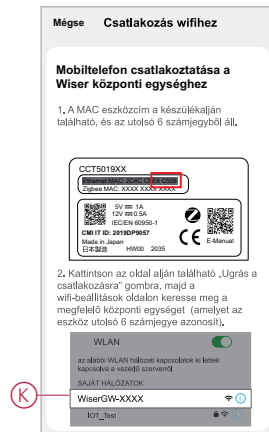 Mégse Csatlakozás wifihez
Mobiltelefon csatlakoztatása a
Wiser központi egységhez
1. A MAC eszközcím a készülékalján
található, és az utolsó 6 számjegyből áll.
CCT5019XX
Ethernet MAC: 2C4C C6E8 C509
Zigbee MAC: XXXX XXXX XXXX
5V 1A
12V 0.5A
IEC/EN 60950-1
CMI IT ID: 2019DP9057
Made in Japan
日本製造 HW00 2035
E-Manual
2. Kattintson az oldal alján található „Ugrás a
csatlakozásra” gombra, majd a
wifi-beállítások oldalon keresse meg a
megfelelő központi egységet (amelyet az
eszköz utolsó 6 számjegye azonosít).
WLAN
az alábbi WLAN hálózati kapcsolatok ki lettek
kapcsolva a vezérlő szerverről
SAJÁT HÁLÓZATOK
K
WiserGW-XXXX
IOT_Test